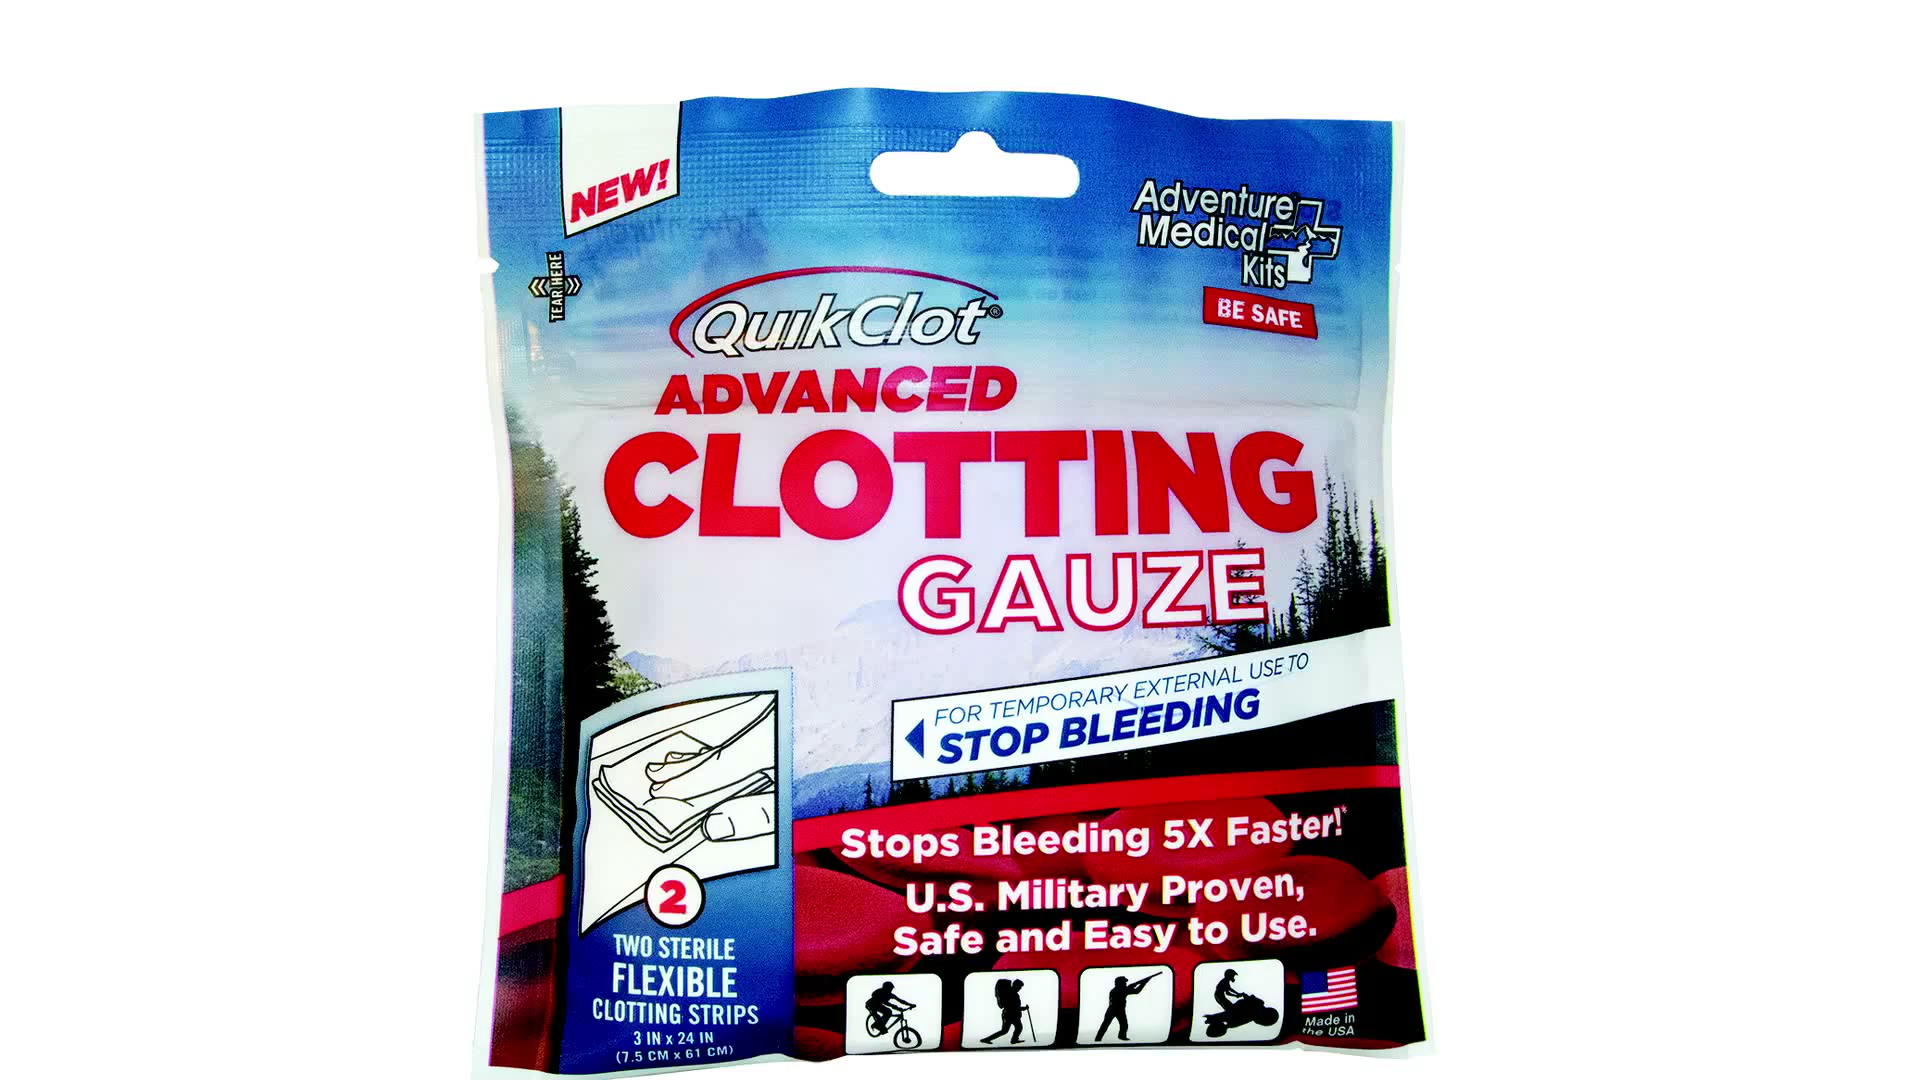 NEW!
TEAR HERE
Adventure
Medical
Kits
BE SAFE
QuikClot®
ADVANCED
CLOTTING
GAUZE
FOR TEMPORARY EXTERNAL USE TO
STOP BLEEDING
Stops Bleeding 5X Faster!*
U.S. Military Proven,
Safe and Easy to Use.
2
TWO STERILE
FLEXIBLE
CLOTTING STRIPS
3 IN x 24 IN
(7.5 CM x 61 CM)
Made in
the USA